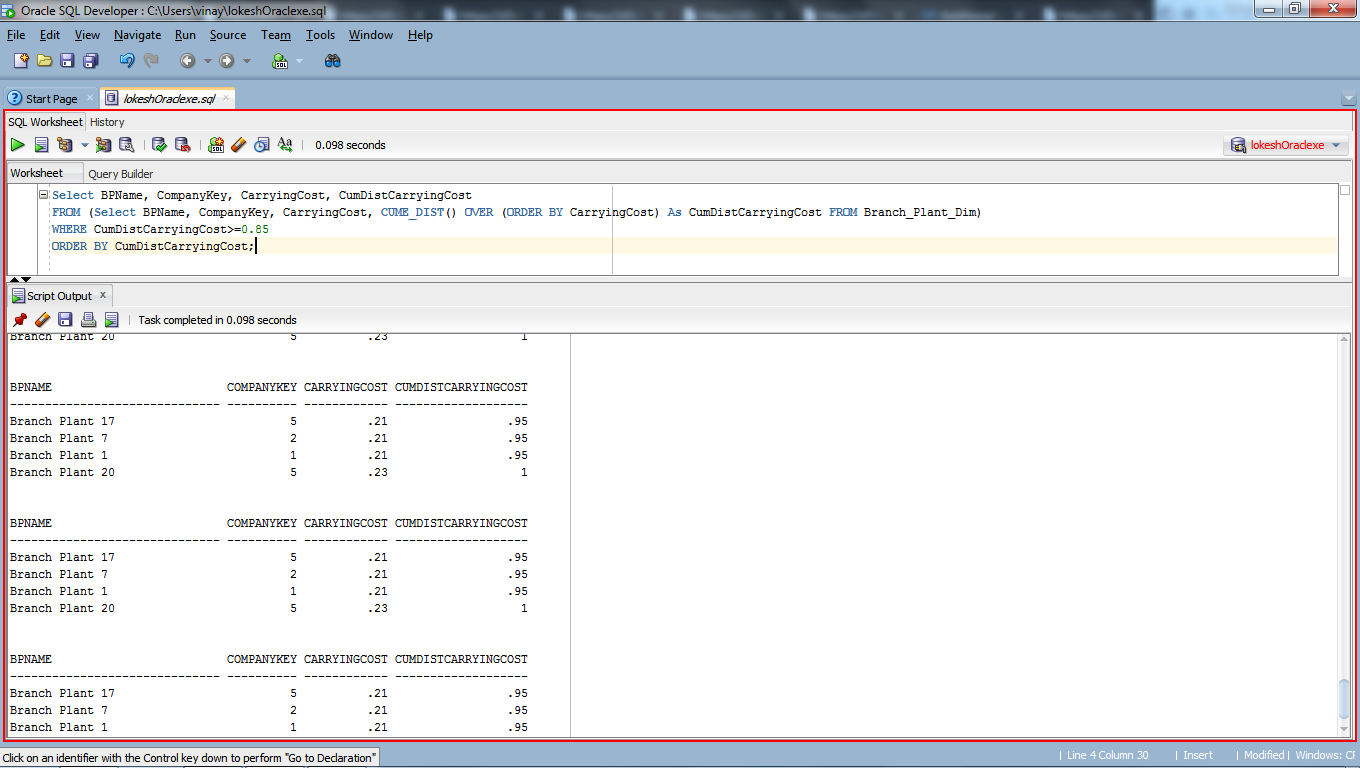 Oracle SQL Developer : C:\Users\vinay\lokeshOraclexe.sql
File Edit View Navigate Run Source Team Tools Window Help
Start Page lokeshOraclexe.sql
SQL Worksheet History
0.098 seconds lokeshOraclexe
Worksheet Query Builder
Select BPName, CompanyKey, CarryingCost, CumDistCarryingCost
FROM (Select BPName, CompanyKey, CarryingCost, CUME_DIST() OVER (ORDER BY CarryingCost) As CumDistCarryingCost FROM Branch_Plant_Dim)
WHERE CumDistCarryingCost>=0.85
ORDER BY CumDistCarryingCost;
Script Output x
Task completed in 0.098 seconds
Branch Plant 20 5 .23 1
BPNAME COMPANYKEY CARRYINGCOST CUMDISTCARRYINGCOST
------------------------------ ---------- ------------ -------------------
Branch Plant 17 5 .21 .95
Branch Plant 7 2 .21 .95
Branch Plant 1 1 .21 .95
Branch Plant 20 5 .23 1
BPNAME COMPANYKEY CARRYINGCOST CUMDISTCARRYINGCOST
------------------------------ ---------- ------------ -------------------
Branch Plant 17 5 .21 .95
Branch Plant 7 2 .21 .95
Branch Plant 1 1 .21 .95
Branch Plant 20 5 .23 1
BPNAME COMPANYKEY CARRYINGCOST CUMDISTCARRYINGCOST
------------------------------ ---------- ------------ -------------------
Branch Plant 17 5 .21 .95
Branch Plant 7 2 .21 .95
Branch Plant 1 1 .21 .95
Click on an identifier with the Control key down to perform "Go to Declaration" | Line 4 Column 30 | Insert | Modified | Windows: CF